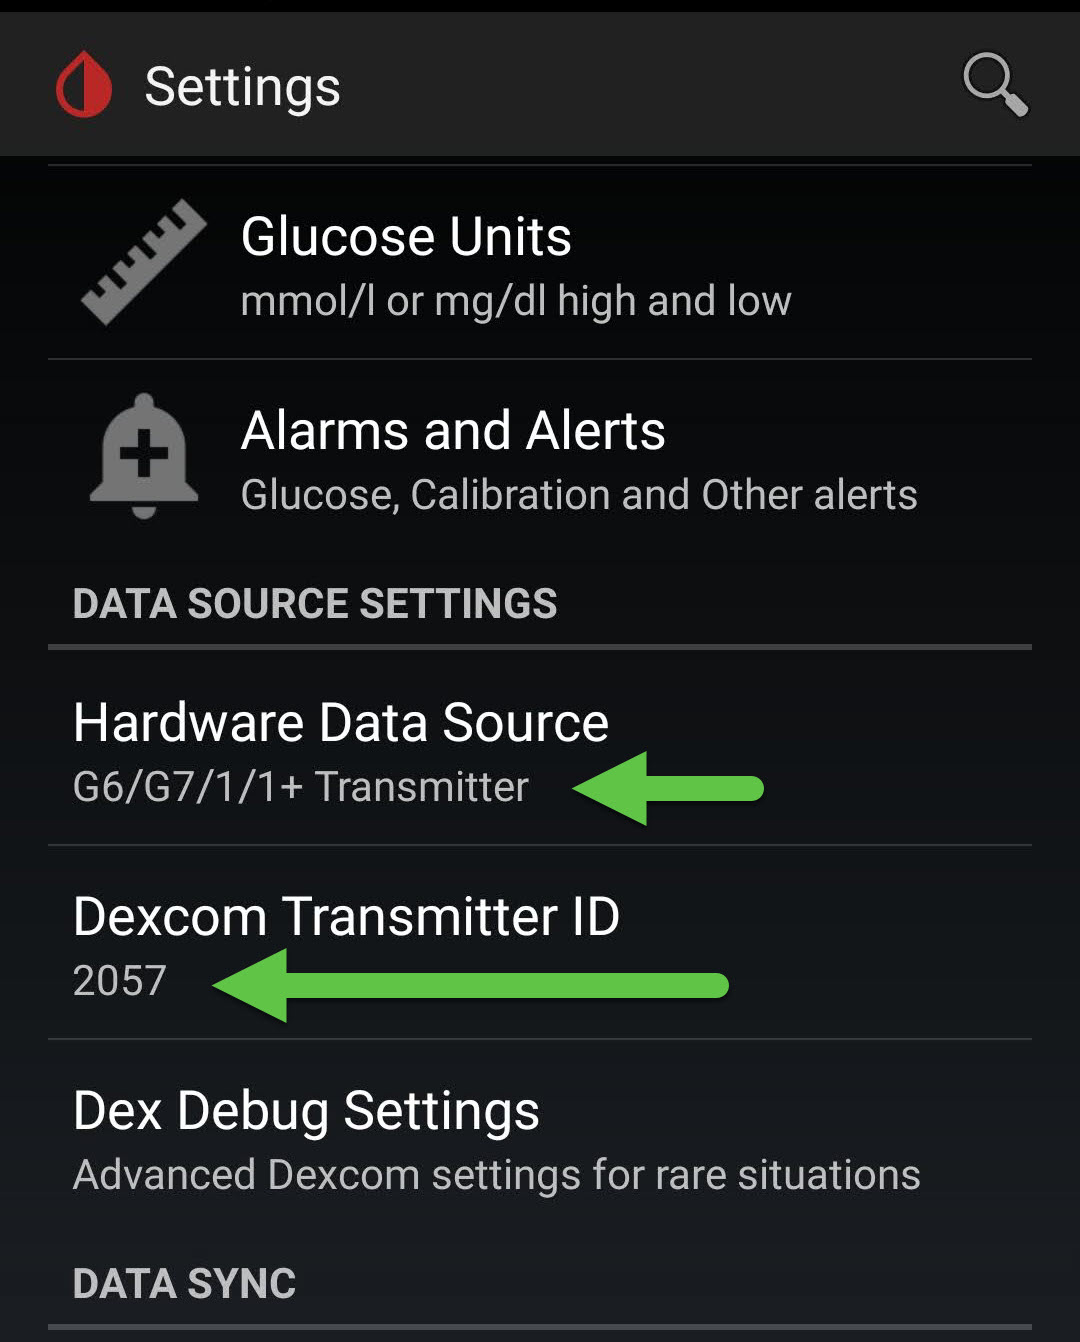 Settings
Glucose Units
mmol/l or mg/dl high and low
Alarms and Alerts
Glucose, Calibration and Other alerts
DATA SOURCE SETTINGS
Hardware Data Source
G6/G7/1/1+ Transmitter
Dexcom Transmitter ID
2057
Dex Debug Settings
Advanced Dexcom settings for rare situations
DATA SYNC